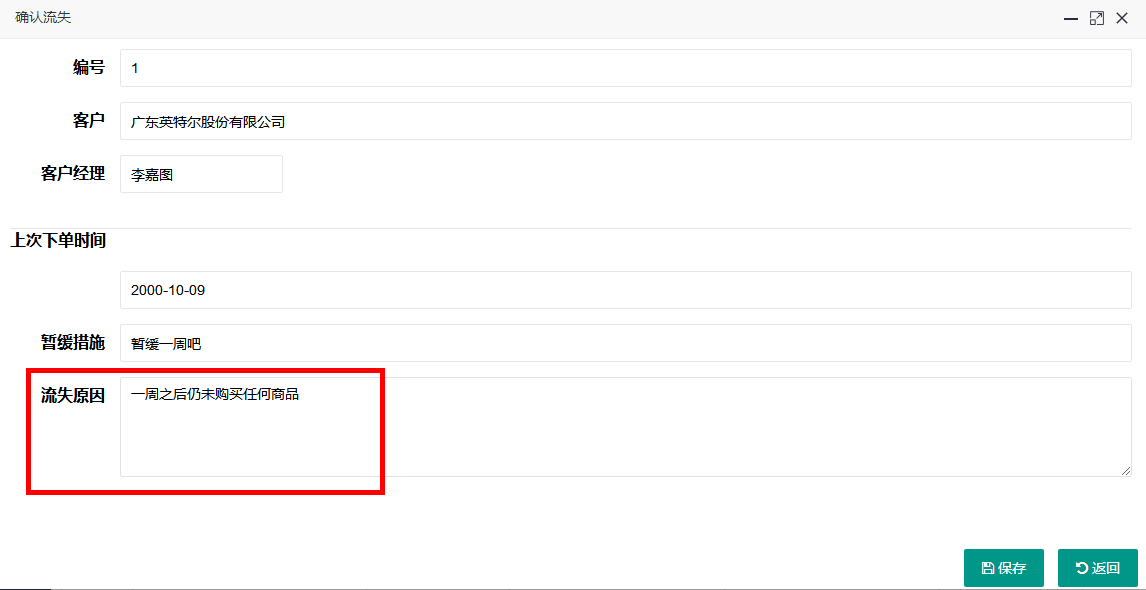 确认流失
编号 1
客户 广东英特尔股份有限公司
客户经理 李嘉图
上次下单时间
2000-10-09
暂缓措施 暂缓一周吧
流失原因 一周之后仍未购买任何商品
保存 返回